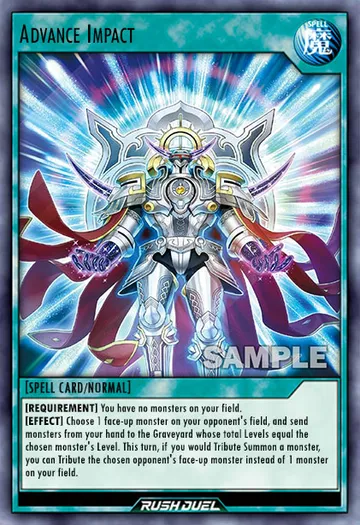 Advance Impact
SPELL
魔
SAMPLE
[SPELL CARD/NORMAL]
[REQUIREMENT] You have no monsters on your field.
[EFFECT] Choose 1 face-up monster on your opponent's field, and send
monsters from your hand to the Graveyard whose total Levels equal the
chosen monster's Level. This turn, if you would Tribute Summon a monster,
you can Tribute the chosen opponent's face-up monster instead of 1 monster
on your field.
RUSH DUEL